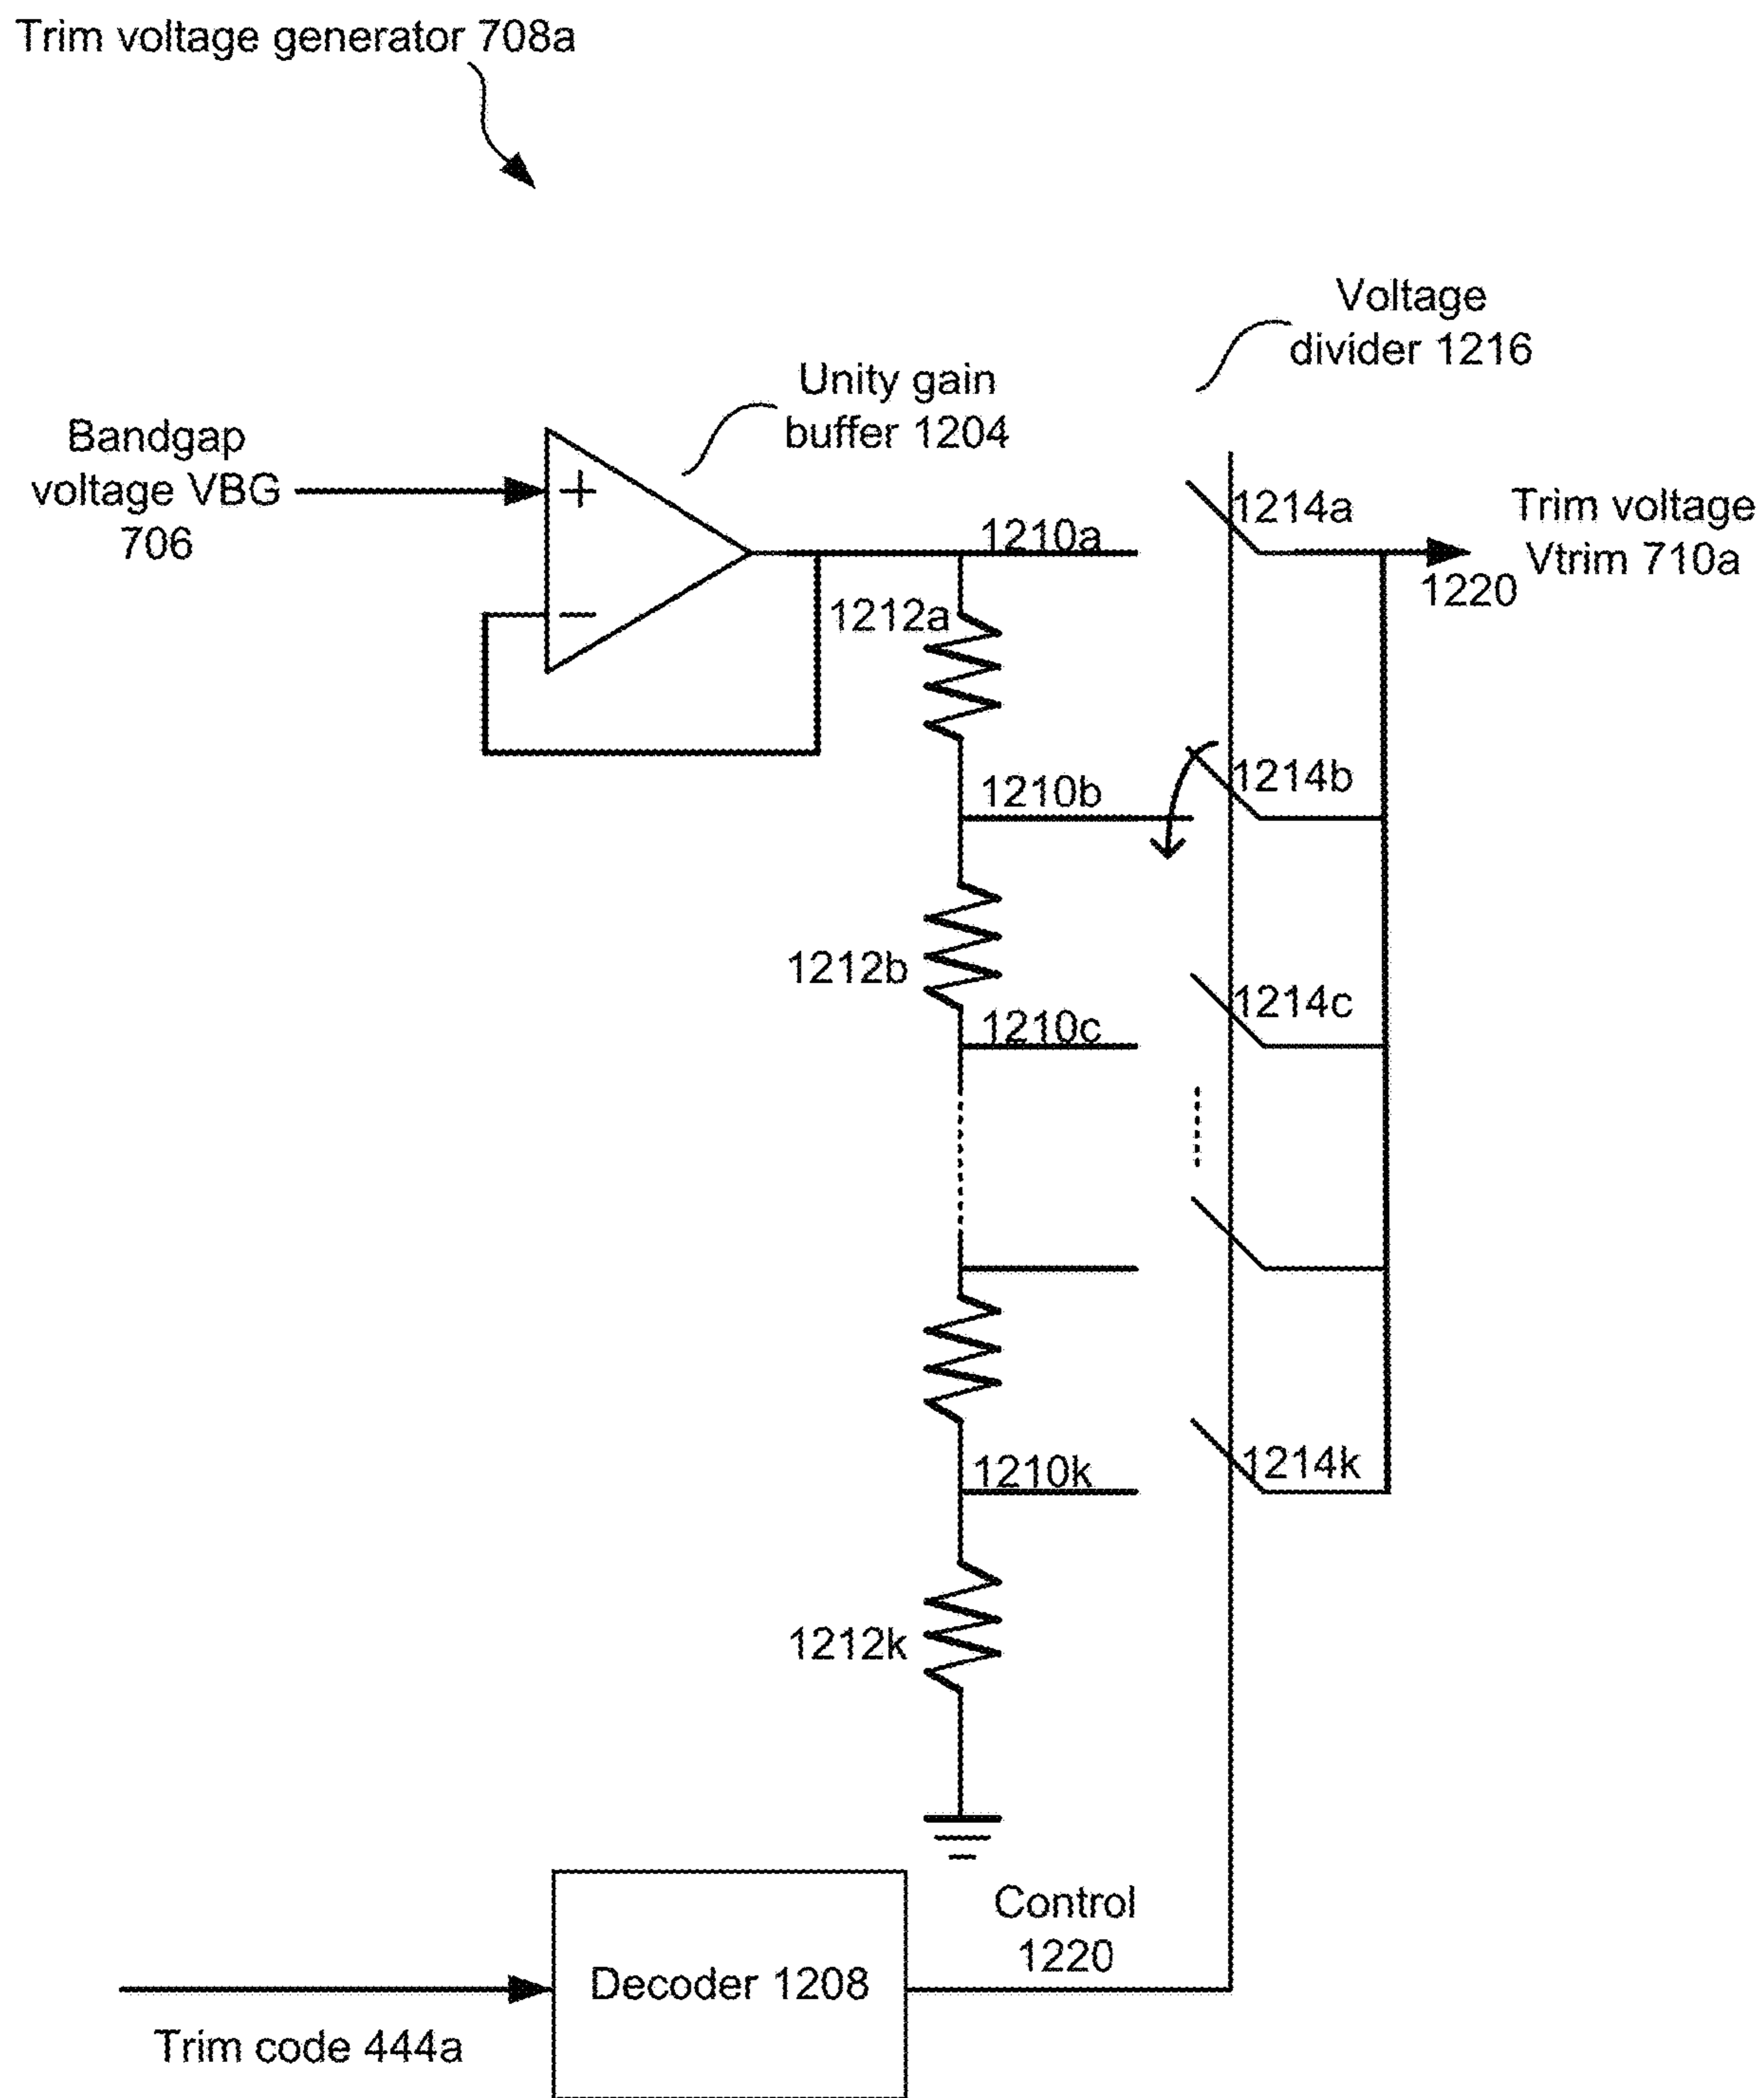 Trim voltage generator 708a
Voltage
divider 1216
Unity gain
buffer 1204
Bandgap
voltage VBG
706
+
−
1210a
1214a
Trim voltage
Vtrim 710a
1220
1212a
1210b
1214b
1212b
1210c
1214c
1210k
1214k
1212k
Control
1220
Decoder 1208
Trim code 444a